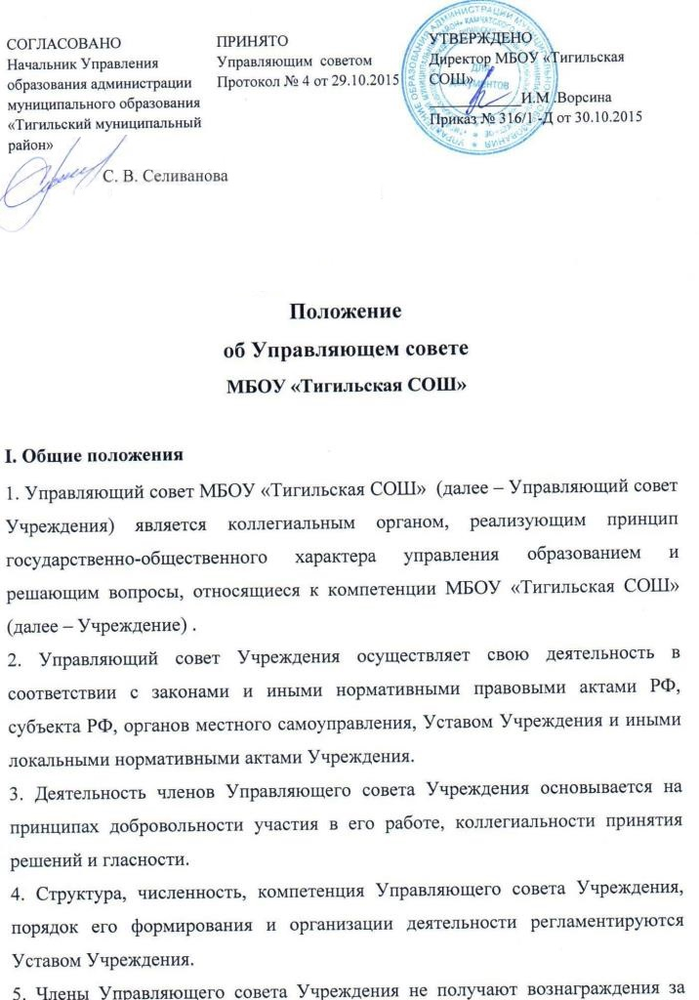 СОГЛАСОВАНО
Начальник Управления
образования администрации
муниципального образования
«Тигильский муниципальный
район»
С. В. Селиванова
ПРИНЯТО
Управляющим советом
Протокол № 4 от 29.10.2015
УТВЕРЖДЕНО
Директор МБОУ «Тигильская
СОШ»
И.М .Ворсина
Приказ № 316/1 -Д от 30.10.2015
ДЛЯ
ДОКУМЕНТОВ
Положение
об Управляющем совете
МБОУ «Тигильская СОШ»
I. Общие положения
1. Управляющий совет МБОУ «Тигильская СОШ» (далее – Управляющий совет
Учреждения) является коллегиальным органом, реализующим принцип
государственно-общественного характера управления образованием и
решающим вопросы, относящиеся к компетенции МБОУ «Тигильская СОШ»
(далее – Учреждение) .
2. Управляющий совет Учреждения осуществляет свою деятельность в
соответствии с законами и иными нормативными правовыми актами РФ,
субъекта РФ, органов местного самоуправления, Уставом Учреждения и иными
локальными нормативными актами Учреждения.
3. Деятельность членов Управляющего совета Учреждения основывается на
принципах добровольности участия в его работе, коллегиальности принятия
решений и гласности.
4. Структура, численность, компетенция Управляющего совета Учреждения,
порядок его формирования и организации деятельности регламентируются
Уставом Учреждения.
5. Члены Управляющего совета Учреждения не получают вознаграждения за